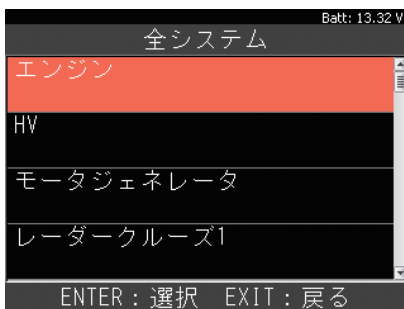 Batt: 13.32 V
全システム
エンジン
HV
モータジェネレータ
レーダークルーズ1
ENTER：選択　EXIT：戻る